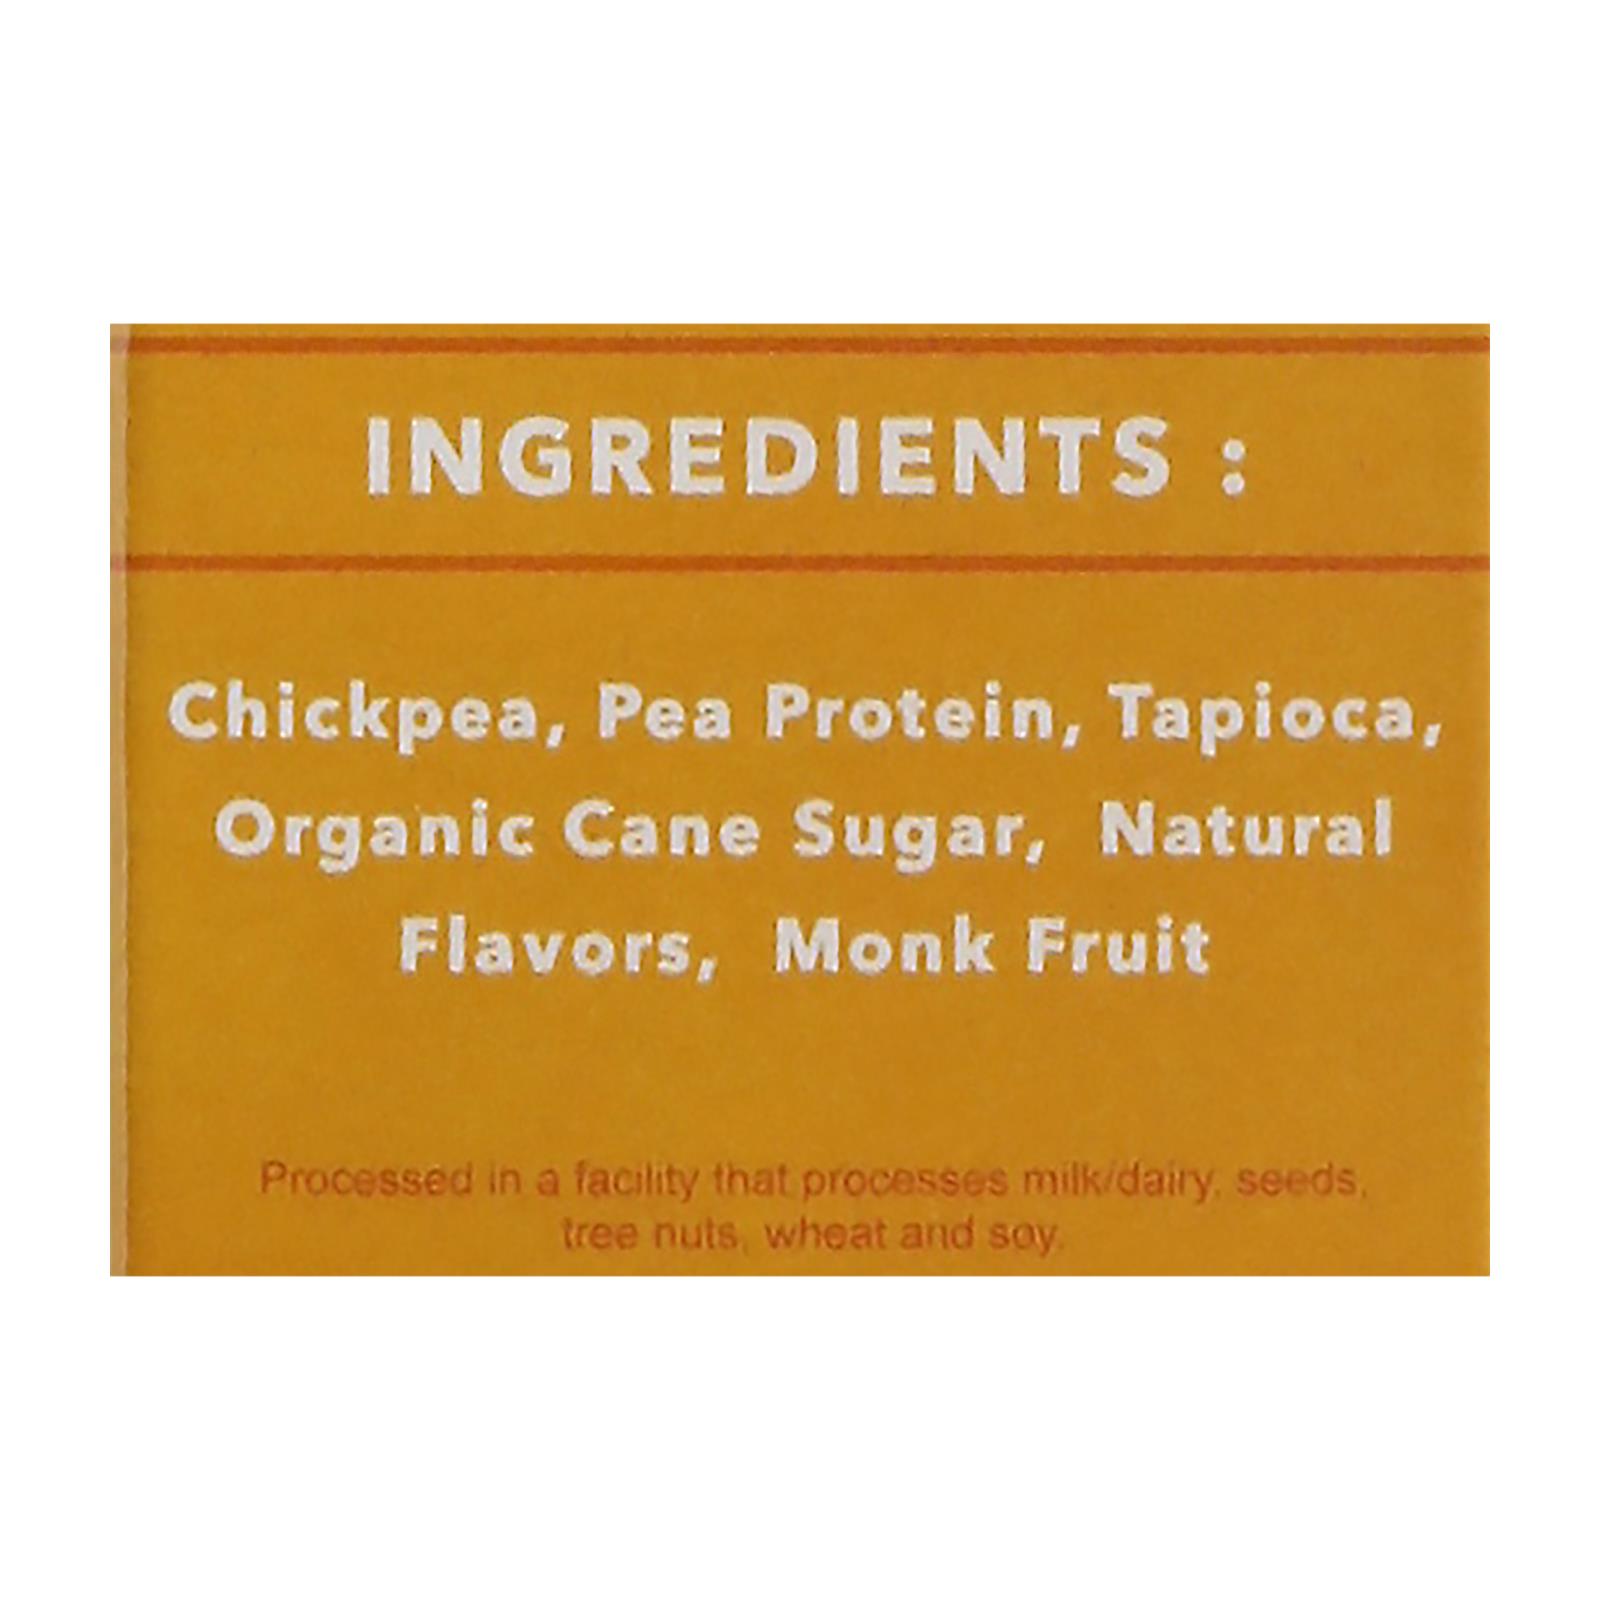 INGREDIENTS :
Chickpea, Pea Protein, Tapioca,
Organic Cane Sugar, Natural
Flavors, Monk Fruit
Processed in a facility that processes milk/dairy, seeds,
tree nuts, wheat and soy.